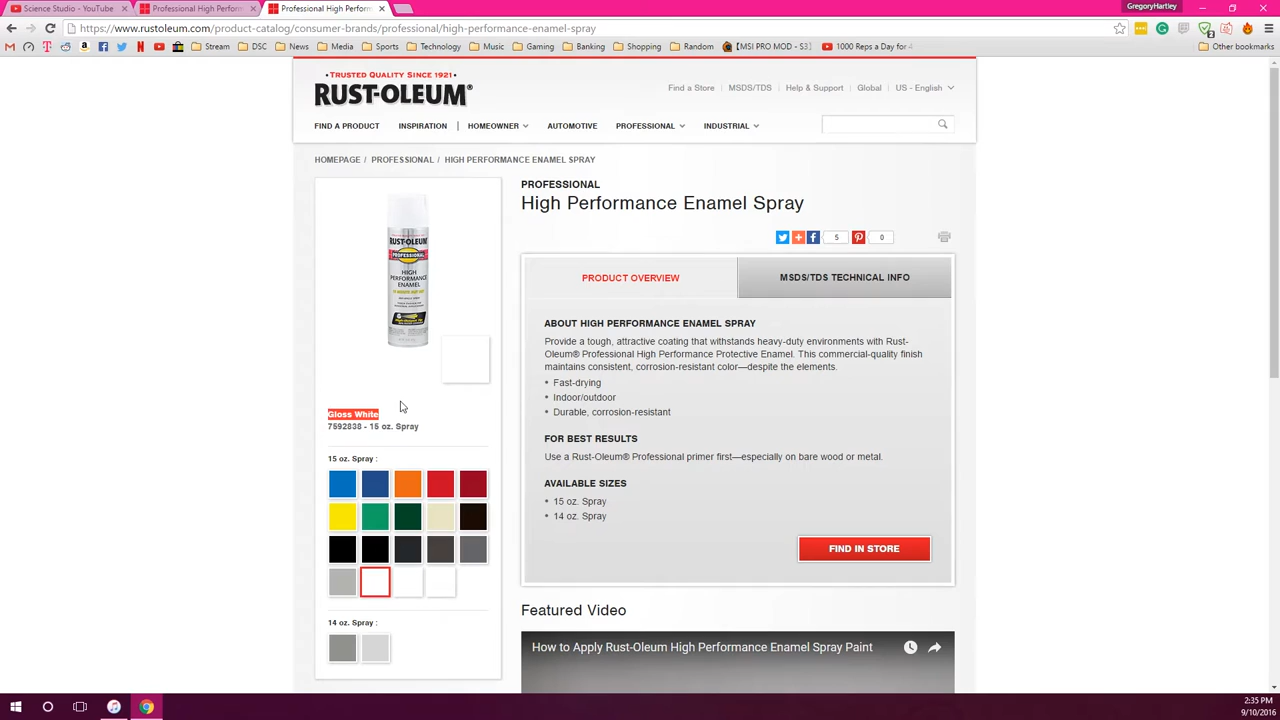 Science Studio - YouTube
Professional High Perform
Professional High Perform
GregoryHartley
https://www.rustoleum.com/product-catalog/consumer-brands/professional/high-performance-enamel-spray
Stream DSC News Media Sports Technology Music Gaming Banking Shopping Random 【MSI PRO MOD - S3】 1000 Reps a Day for Other bookmarks
• TRUSTED QUALITY SINCE 1921 •
RUST-OLEUM®
Find a Store MSDS/TDS Help & Support Global US - English
FIND A PRODUCT INSPIRATION HOMEOWNER AUTOMOTIVE PROFESSIONAL INDUSTRIAL
HOMEPAGE / PROFESSIONAL / HIGH PERFORMANCE ENAMEL SPRAY
PROFESSIONAL
High Performance Enamel Spray
5 0
PRODUCT OVERVIEW MSDS/TDS TECHNICAL INFO
RUST-OLEUM
PROFESSIONAL
HIGH
PERFORMANCE
ENAMEL
Gloss White
7592838 - 15 oz. Spray
15 oz. Spray :
14 oz. Spray :
ABOUT HIGH PERFORMANCE ENAMEL SPRAY
Provide a tough, attractive coating that withstands heavy-duty environments with Rust-
Oleum® Professional High Performance Protective Enamel. This commercial-quality finish
maintains consistent, corrosion-resistant color—despite the elements.
• Fast-drying
• Indoor/outdoor
• Durable, corrosion-resistant
FOR BEST RESULTS
Use a Rust-Oleum® Professional primer first—especially on bare wood or metal.
AVAILABLE SIZES
• 15 oz. Spray
• 14 oz. Spray
FIND IN STORE
Featured Video
How to Apply Rust-Oleum High Performance Enamel Spray Paint
2:35 PM
9/10/2016